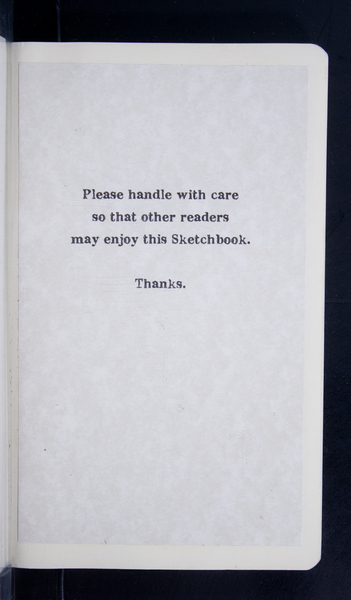 Please handle with care
so that other readers
may enjoy this Sketchbook.
Thanks.